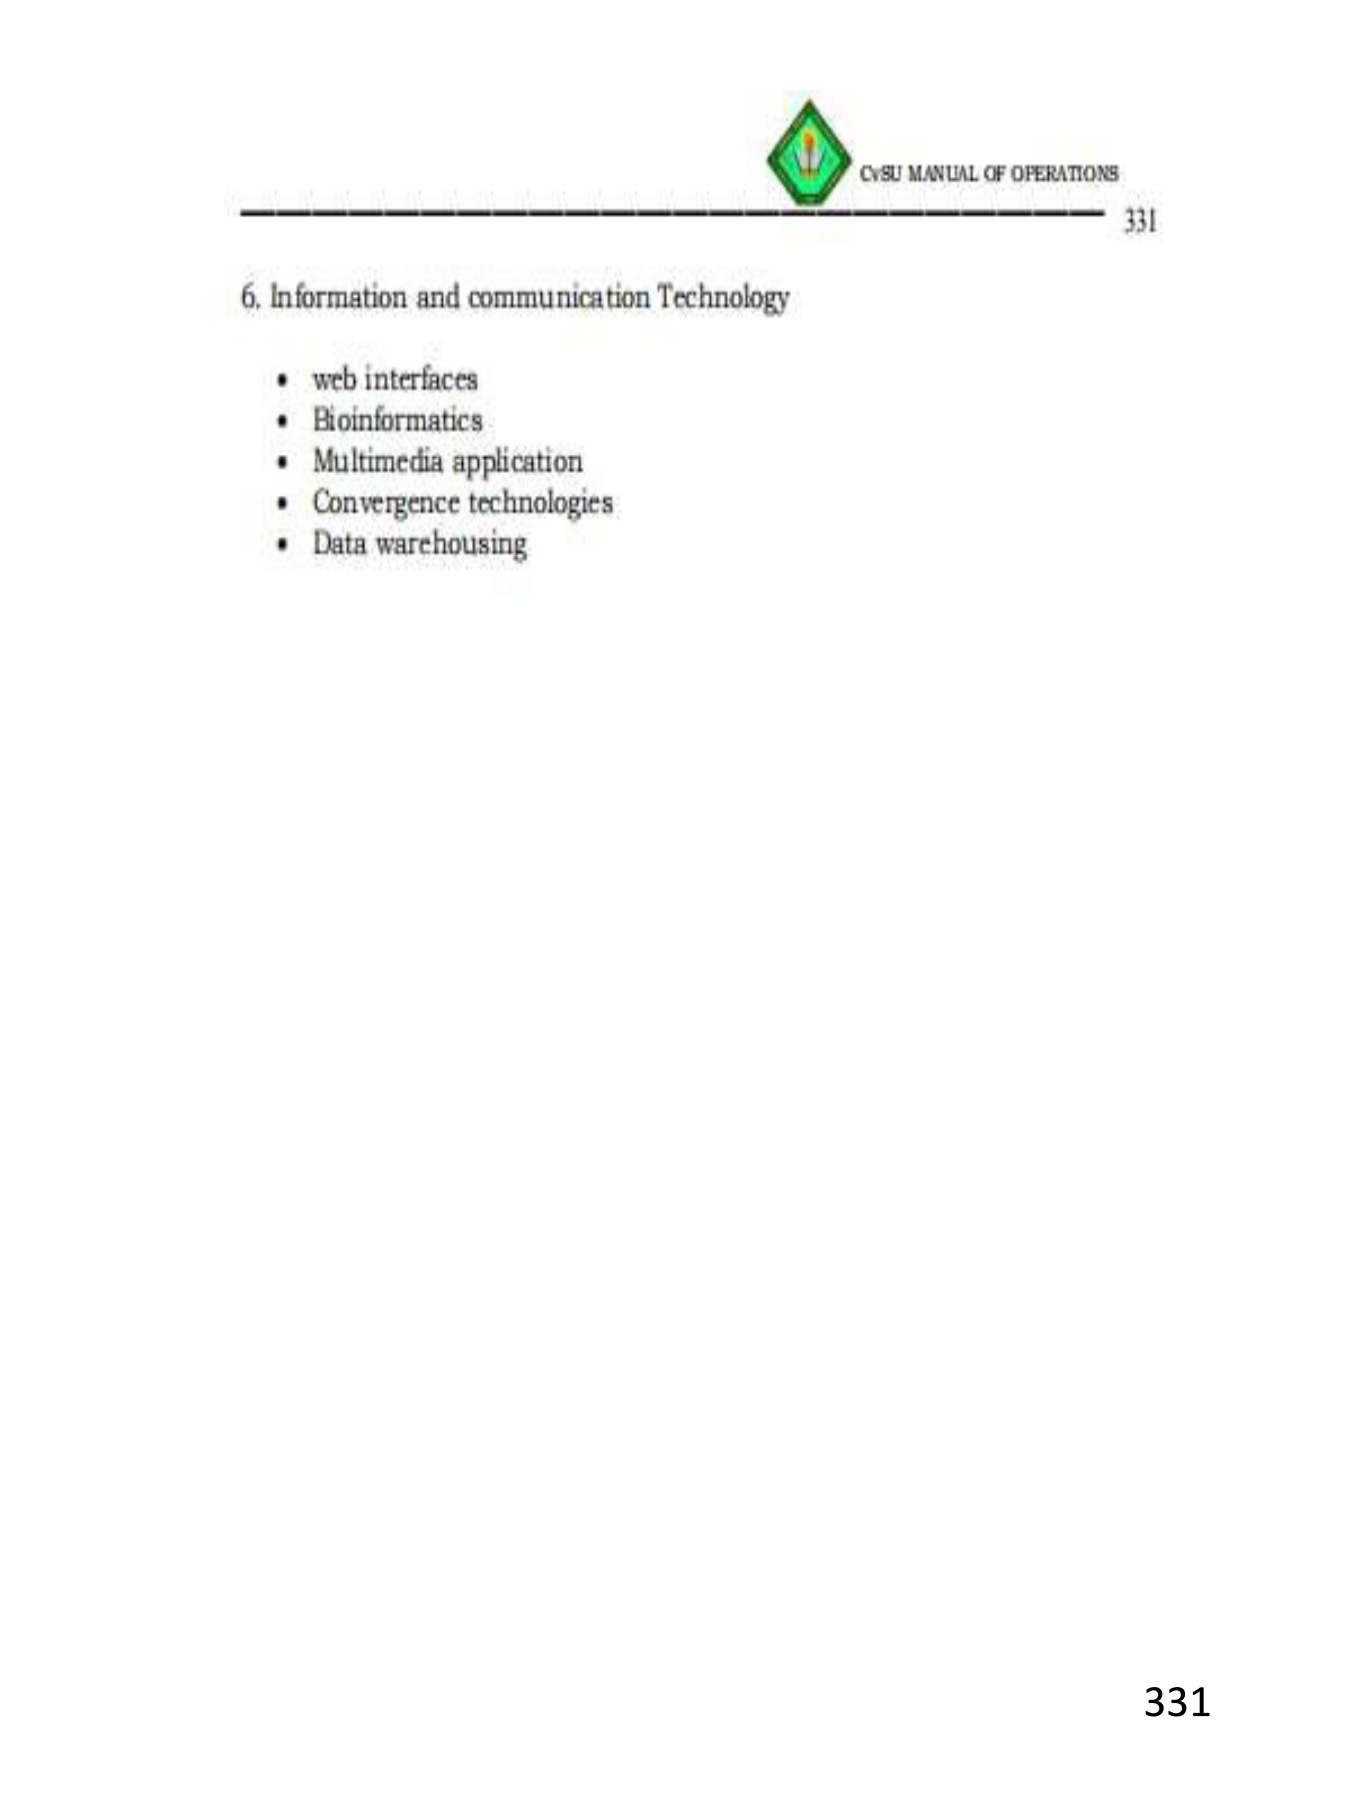 CvSU MANUAL OF OPERATIONS
331
6. Information and communication Technology
• web interfaces
• Bioinformatics
• Multimedia application
• Convergence technologies
• Data warehousing
331